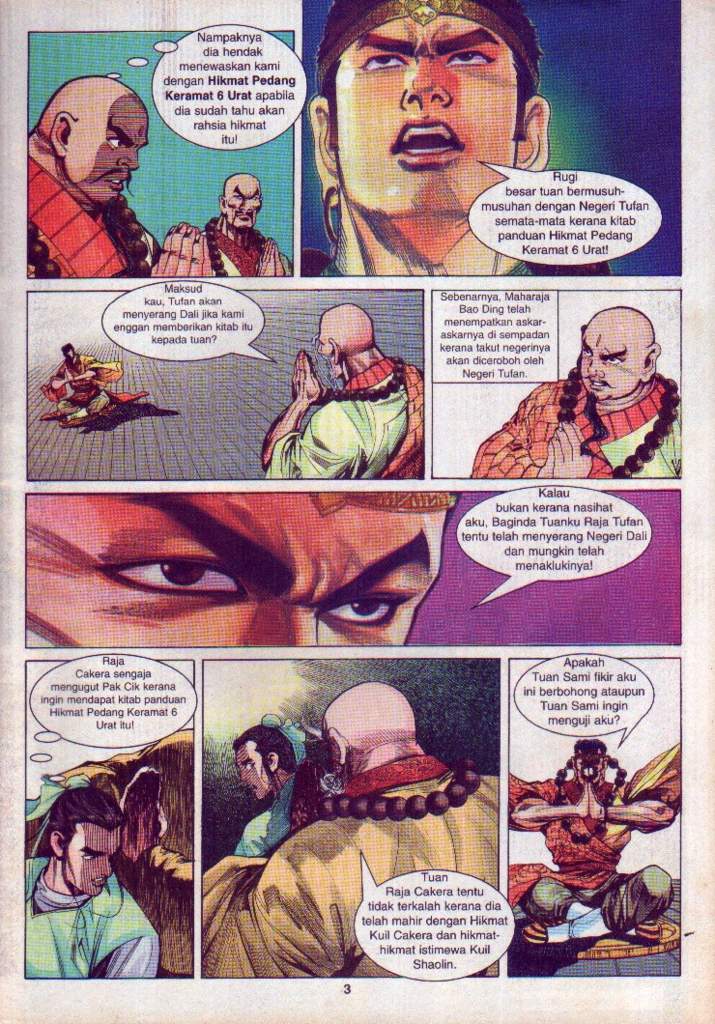 Nampaknya
dia hendak
menewaskan kami
dengan Hikmat Pedang
Keramat 6 Urat apabila
dia sudah tahu akan
rahsia hikmat
itu!
Rugi
besar tuan bermusuh-
musuhan dengan Negeri Tufan
semata-mata kerana kitab
panduan Hikmat Pedang
Keramat 6 Urat!
Maksud
kau, Tufan akan
menyerang Dali jika kami
enggan memberikan kitab itu
kepada tuan?
Sebenarnya, Maharaja
Bao Ding telah
menempatkan askar-
askarnya di sempadan
kerana takut negerinya
akan diceroboh oleh
Negeri Tufan.
Kalau
bukan kerana nasihat
aku, Baginda Tuanku Raja Tufan
tentu telah menyerang Negeri Dali
dan mungkin telah
menaklukinya!
Raja
Cakera sengaja
mengugut Pak Cik kerana
ingin mendapat kitab panduan
Hikmat Pedang Keramat 6
Urat itu!
Tuan
Raja Cakera tentu
tidak terkalah kerana dia
telah mahir dengan Hikmat
Kuil Cakera dan hikmat-
hikmat istimewa Kuil
Shaolin.
Apakah
Tuan Sami fikir aku
ini berbohong ataupun
Tuan Sami ingin
menguji aku?
3